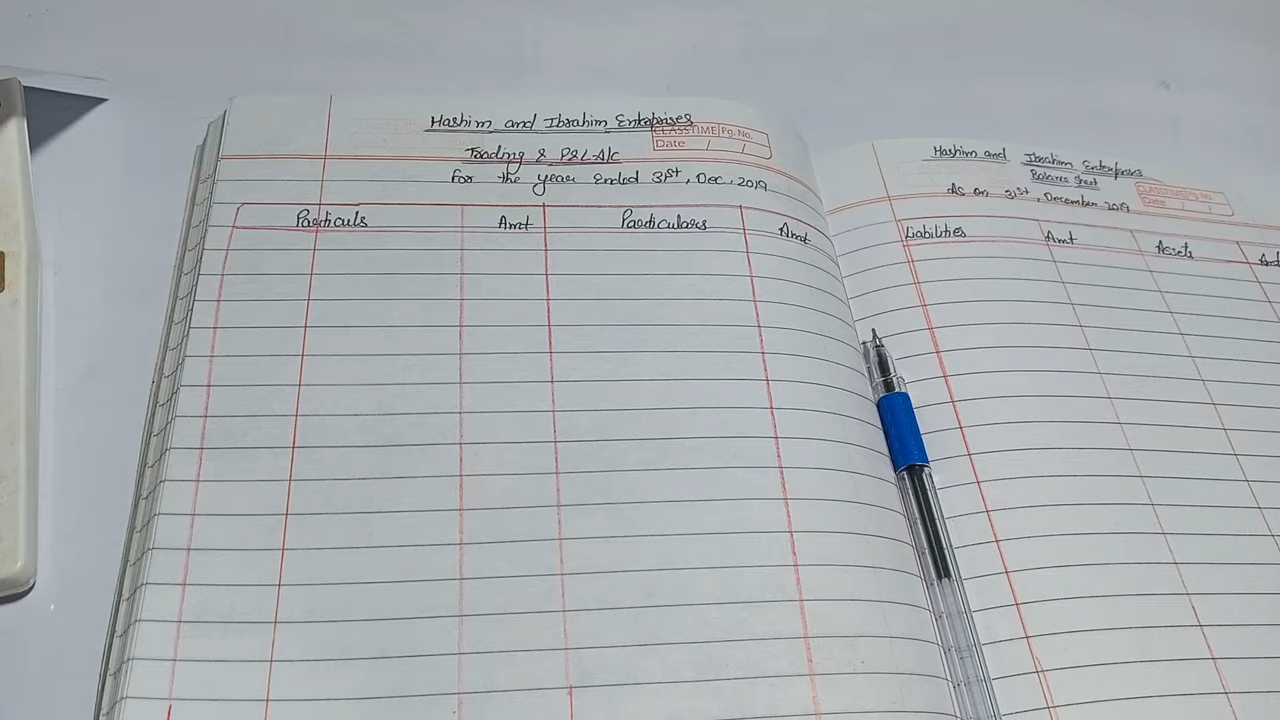 Hashim and Ibrahim Enterprises
CLASSTIME Pg. No.
Date / /
Trading & P&L A/c
For the year Ended 31st, Dec, 2019
Particuls Amt Particulars Amt
Hashim and Ibrahim Enterprises
Balance sheet
CLASSTIME Pg. No.
Date / /
As on 31st, December 2019
Liabilities Amt Assets